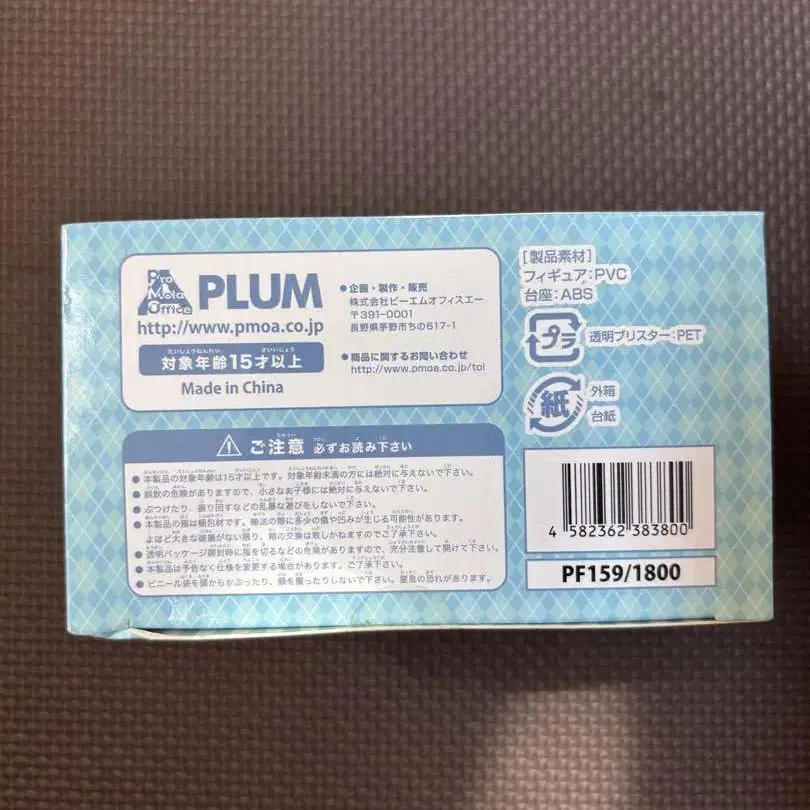 Pro
Meta
Office
PLUM
http://www.pmoa.co.jp
たいしょうねんれい さいいじょう
対象年齢15才以上
Made in China
●企画・製作・販売
株式会社ピーエムオフィスエー
〒391-0001
長野県茅野市ちの617-1
●商品に関するお問い合わせ
http://www.pmoa.co.jp/toi
[製品素材]
フィギュア:PVC
台座:ABS
プラ
透明ブリスター:PET
紙
外箱
台紙
ご注意 必ずお読み下さい
●本製品の対象年齢は15才以上です。対象年齢未満の方には絶対に与えないで下さい。
●誤飲の危険がありますので、小さなお子様には絶対に与えないで下さい。
●ぶつけたり、振り回すなどの乱暴な遊びをしないで下さい。
●本製品の箱は梱包材です。輸送の際に多少の傷や凹みが生じる可能性があります。
よほど大きな破損がない限り、箱の交換は致しかねますのでご了承下さい。
●透明パッケージ開封時に指を切るなどの危険がありますので、充分注意して開けて下さい。
●本製品は予告なく仕様を変更する場合があります。ご了承下さい。
●ビニール袋を頭からかぶったり、顔を覆ったりしないで下さい。窒息の恐れがあります。
4 582362 383800
PF159/1800